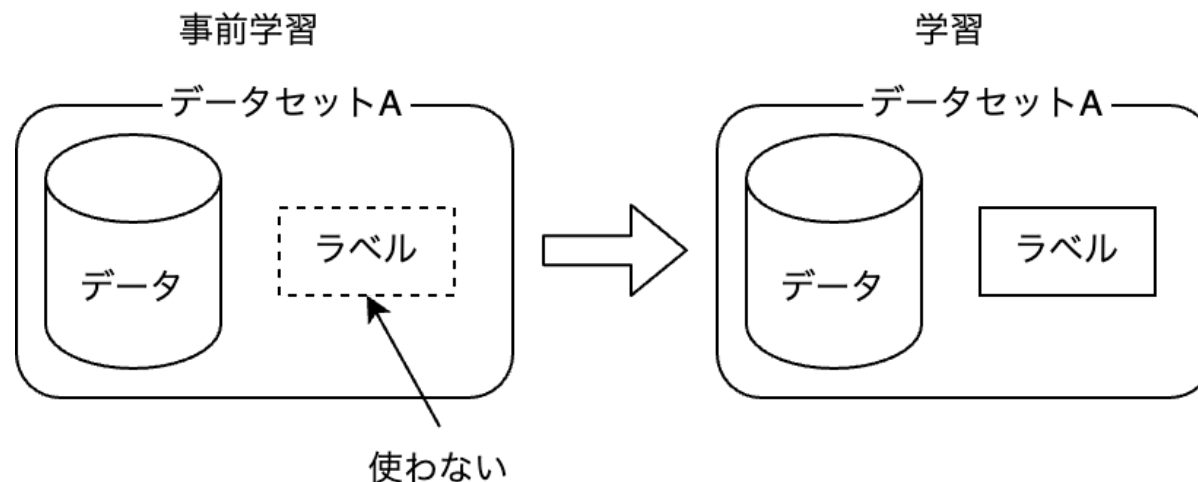 事前学習
学習
データセットA
データセットA
データ
ラベル
データ
ラベル
使わない